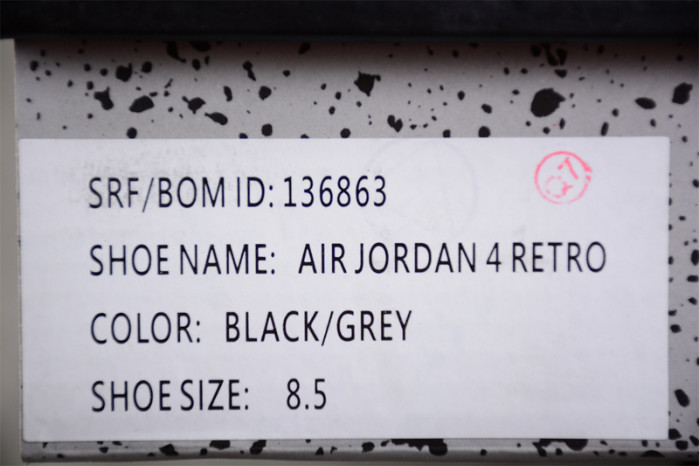 SRF/BOM ID: 136863
SHOE NAME: AIR JORDAN 4 RETRO
COLOR: BLACK/GREY
SHOE SIZE: 8.5